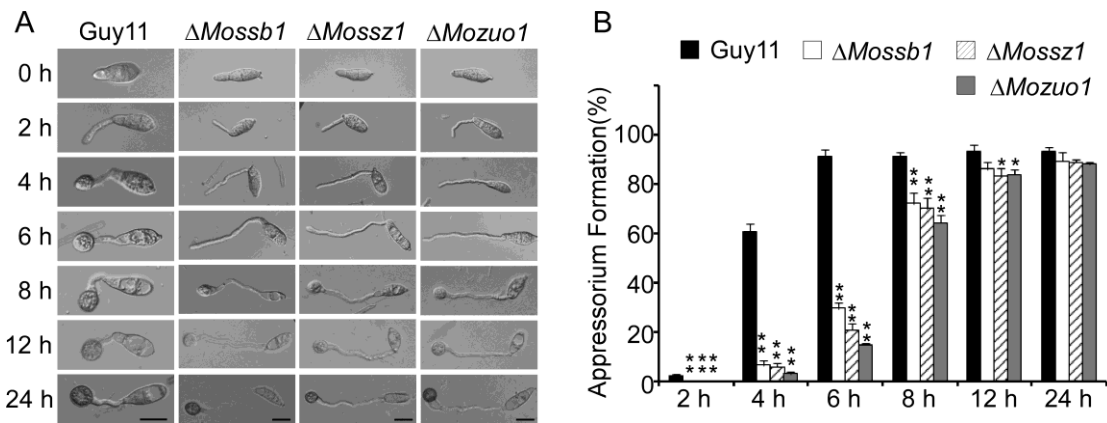 A
Guy11 ΔMossb1 ΔMossz1 ΔMozuo1
0 h
2 h
4 h
6 h
8 h
12 h
24 h
B
Guy11 ΔMossb1 ΔMossz1
ΔMozuo1
Appressorium Formation(%)
100
80
60
40
20
0
*** ** ** ** ** ** ** ** ** ** * *
***
2 h 4 h 6 h 8 h 12 h 24 h